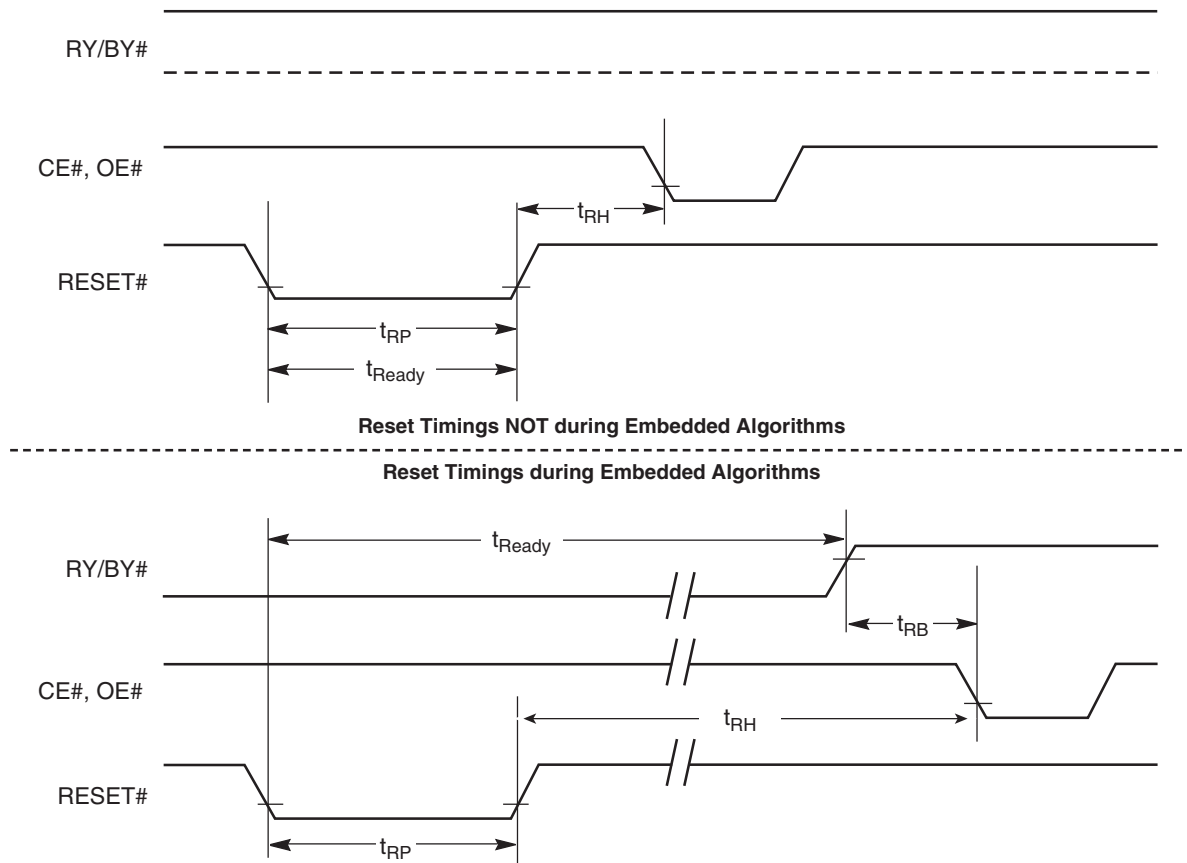 RY/BY#
CE#, OE#
tRH
RESET#
tRP
tReady
Reset Timings NOT during Embedded Algorithms
Reset Timings during Embedded Algorithms
tReady
RY/BY#
tRB
CE#, OE#
tRH
RESET#
tRP